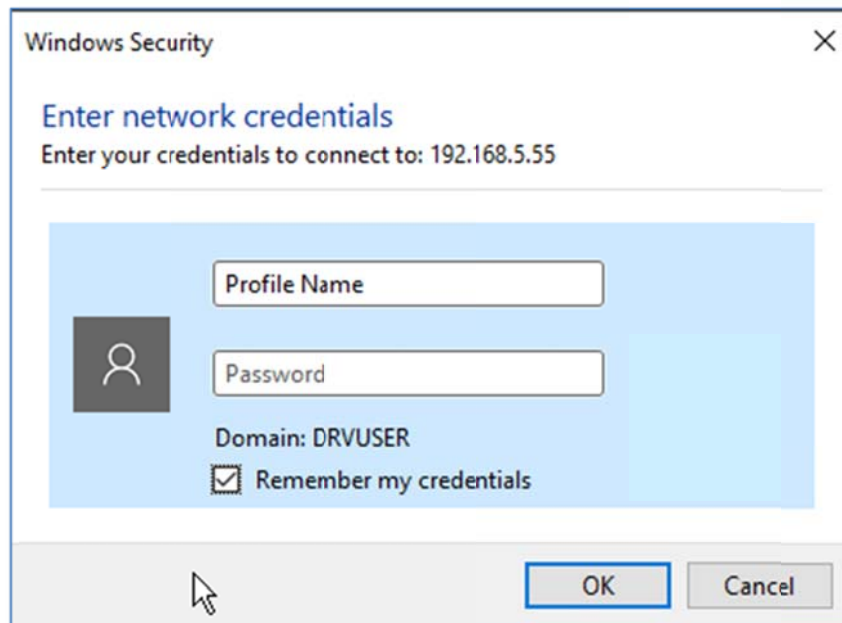 Windows Security
Enter network credentials
Enter your credentials to connect to: 192.168.5.55
Profile Name
Password
Domain: DRVUSER
Remember my credentials
OK Cancel